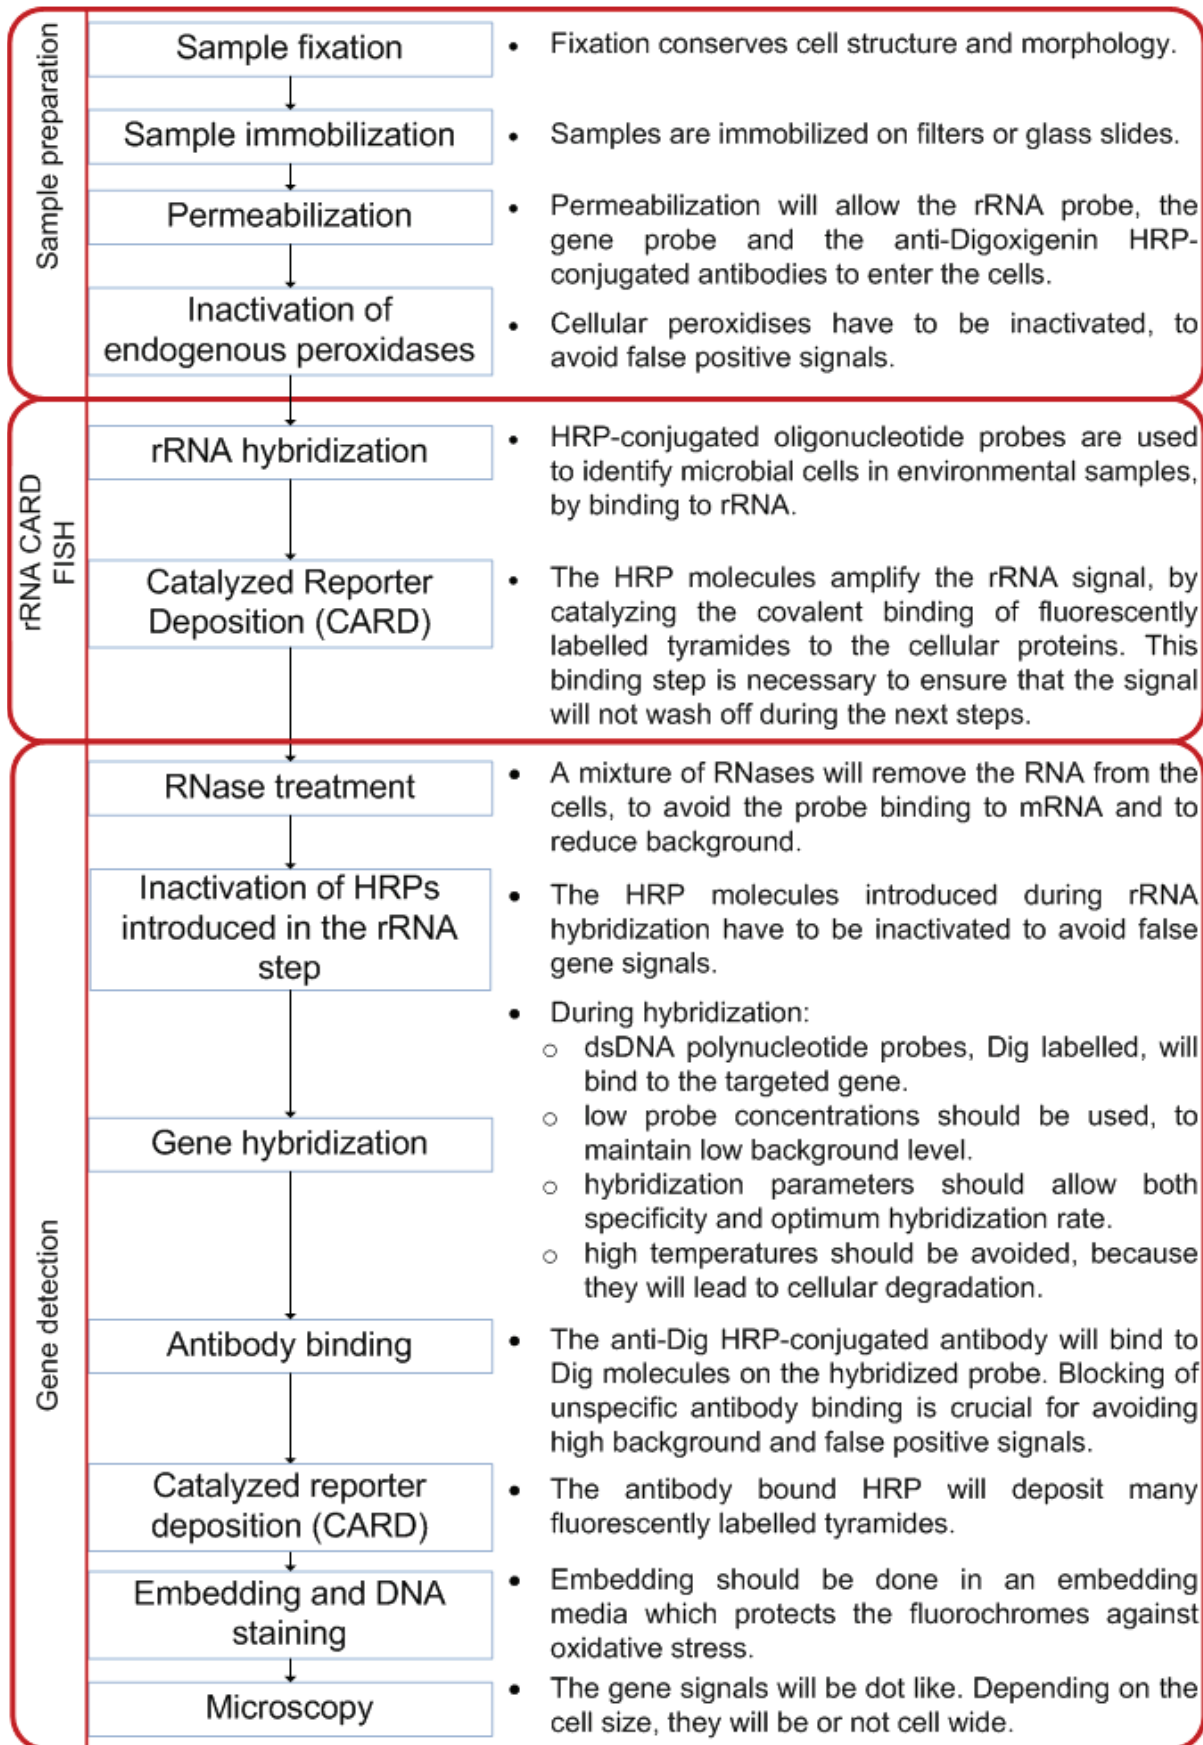 Sample preparation
Sample fixation
• Fixation conserves cell structure and morphology.
Sample immobilization
• Samples are immobilized on filters or glass slides.
Permeabilization
• Permeabilization will allow the rRNA probe, the
gene probe and the anti-Digoxigenin HRP-
conjugated antibodies to enter the cells.
Inactivation of
endogenous peroxidases
• Cellular peroxidises have to be inactivated, to
avoid false positive signals.
rRNA CARD
FISH
rRNA hybridization
• HRP-conjugated oligonucleotide probes are used
to identify microbial cells in environmental samples,
by binding to rRNA.
Catalyzed Reporter
Deposition (CARD)
• The HRP molecules amplify the rRNA signal, by
catalyzing the covalent binding of fluorescently
labelled tyramides to the cellular proteins. This
binding step is necessary to ensure that the signal
will not wash off during the next steps.
Gene detection
RNase treatment
• A mixture of RNases will remove the RNA from the
cells, to avoid the probe binding to mRNA and to
reduce background.
Inactivation of HRPs
introduced in the rRNA
step
• The HRP molecules introduced during rRNA
hybridization have to be inactivated to avoid false
gene signals.
Gene hybridization
• During hybridization:
○ dsDNA polynucleotide probes, Dig labelled, will
bind to the targeted gene.
○ low probe concentrations should be used, to
maintain low background level.
○ hybridization parameters should allow both
specificity and optimum hybridization rate.
○ high temperatures should be avoided, because
they will lead to cellular degradation.
Antibody binding
• The anti-Dig HRP-conjugated antibody will bind to
Dig molecules on the hybridized probe. Blocking of
unspecific antibody binding is crucial for avoiding
high background and false positive signals.
Catalyzed reporter
deposition (CARD)
• The antibody bound HRP will deposit many
fluorescently labelled tyramides.
Embedding and DNA
staining
• Embedding should be done in an embedding
media which protects the fluorochromes against
oxidative stress.
Microscopy
• The gene signals will be dot like. Depending on the
cell size, they will be or not cell wide.